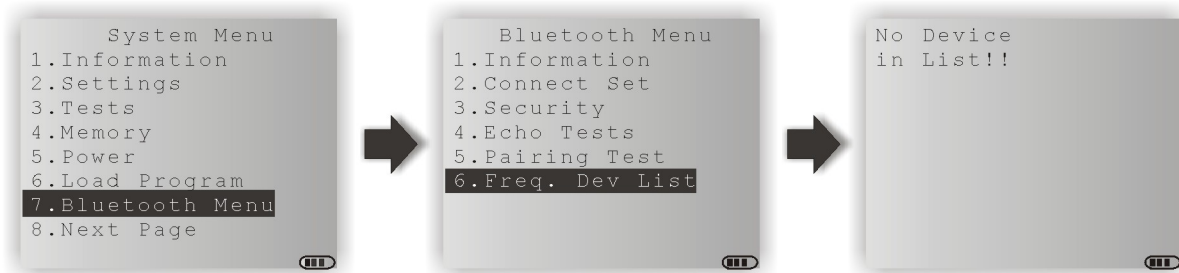 System Menu
1.Information
2.Settings
3.Tests
4.Memory
5.Power
6.Load Program
7.Bluetooth Menu
8.Next Page
Bluetooth Menu
1.Information
2.Connect Set
3.Security
4.Echo Tests
5.Pairing Test
6.Freq. Dev List
No Device
in List!!